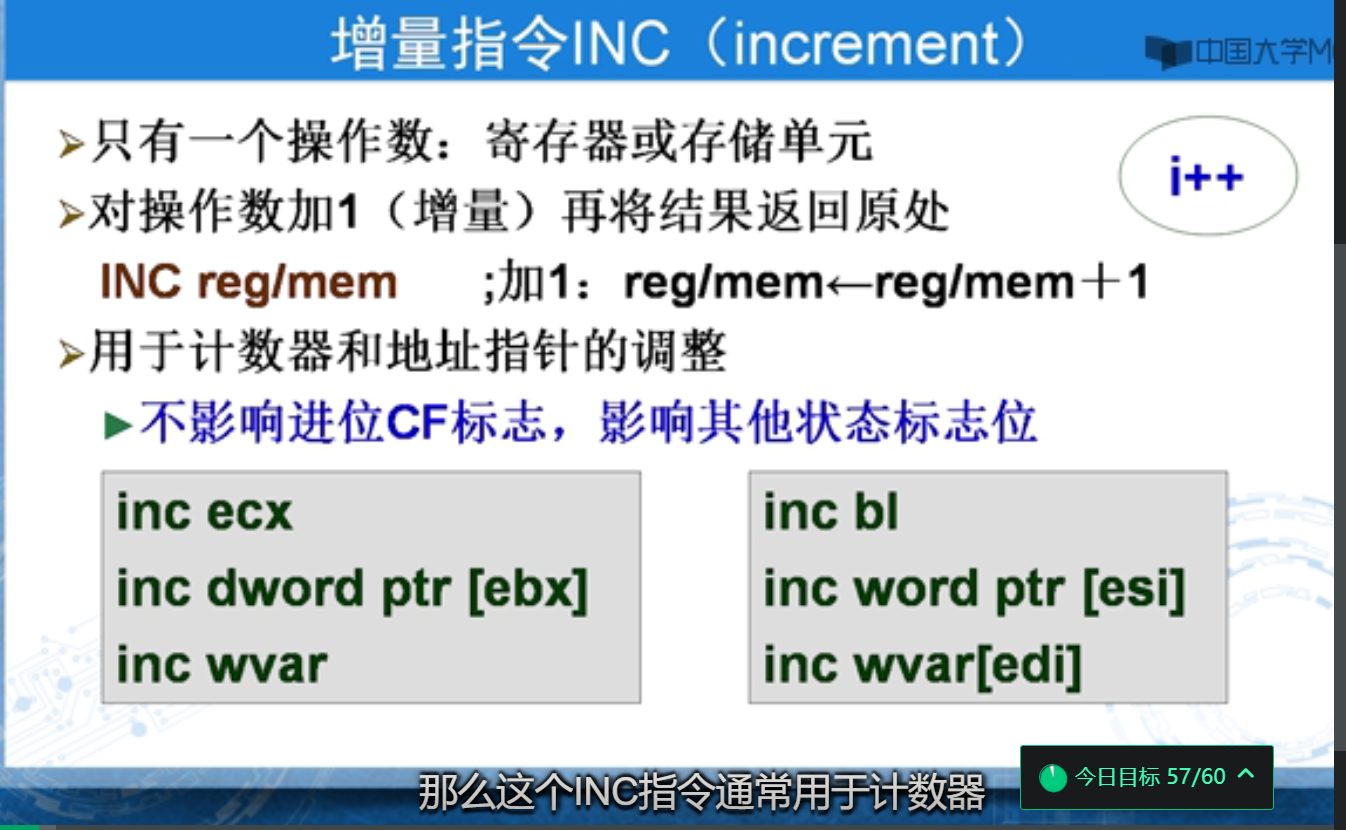 增量指令INC（increment）
中国大学M
➢只有一个操作数：寄存器或存储单元
i++
➢对操作数加1（增量）再将结果返回原处
INC reg/mem ;加1：reg/mem←reg/mem＋1
➢用于计数器和地址指针的调整
►不影响进位CF标志，影响其他状态标志位
inc ecx
inc dword ptr [ebx]
inc wvar
inc bl
inc word ptr [esi]
inc wvar[edi]
那么这个INC指令通常用于计数器
今日目标 57/60